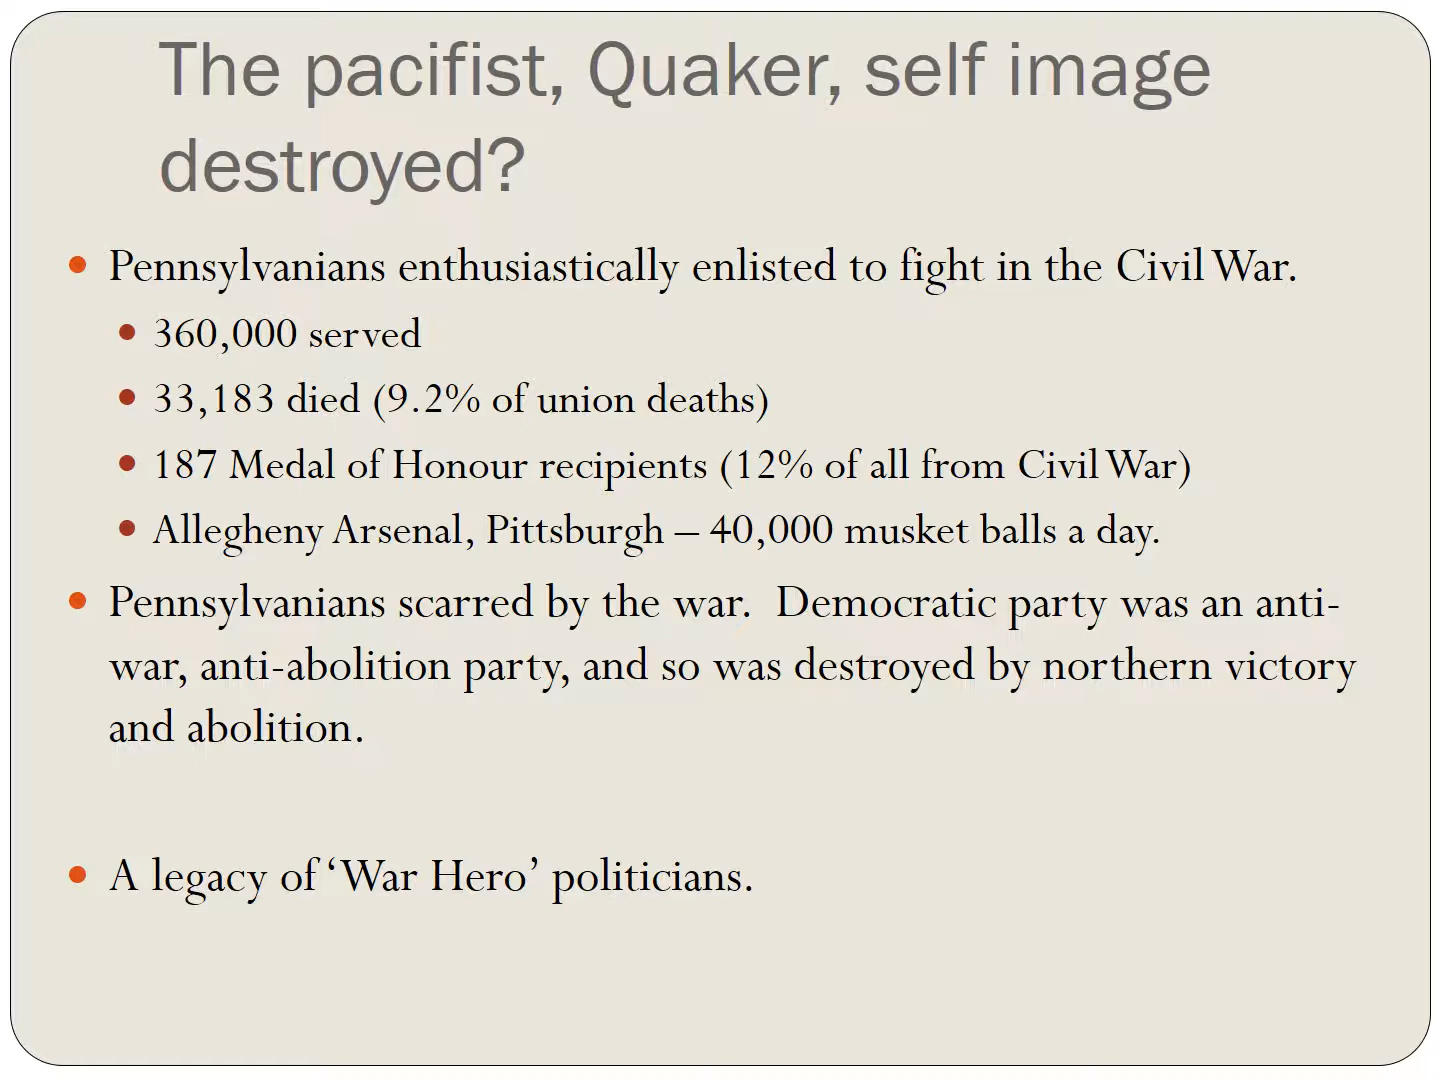 The pacifist, Quaker, self image
destroyed?
Pennsylvanians enthusiastically enlisted to fight in the Civil War.
360,000 served
33,183 died (9.2% of union deaths)
187 Medal of Honour recipients (12% of all from Civil War)
Allegheny Arsenal, Pittsburgh – 40,000 musket balls a day.
Pennsylvanians scarred by the war.  Democratic party was an anti-
war, anti-abolition party, and so was destroyed by northern victory
and abolition.
A legacy of ‘War Hero’ politicians.